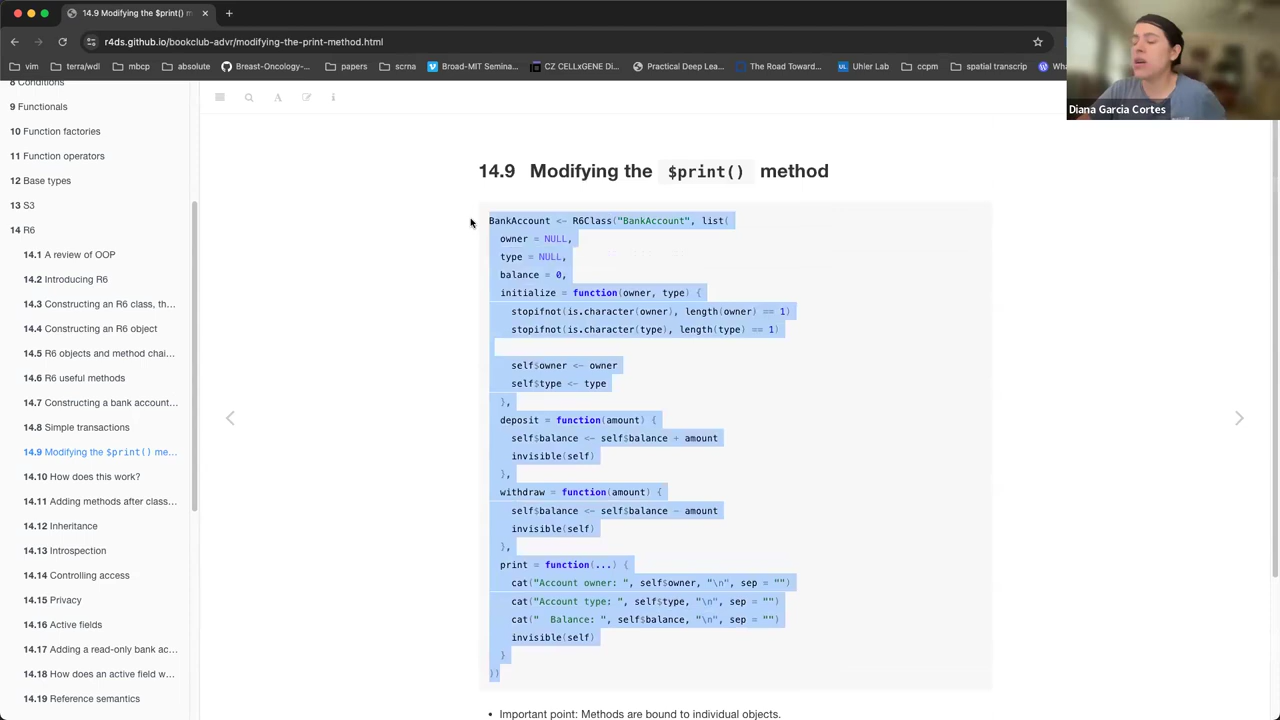 14.9 Modifying the $print() m
r4ds.github.io/bookclub-advr/modifying-the-print-method.html
vim
terra/wdl
mbcp
absolute
Breast-Oncology-...
papers
scrna
Broad-MIT Semina...
CZ CELLxGENE Di...
Practical Deep Lea...
The Road Toward...
Uhler Lab
ccpm
spatial transcrip
Wha
Diana Garcia Cortes
8 Conditions
9 Functionals
10 Function factories
11 Function operators
12 Base types
13 S3
14 R6
14.1 A review of OOP
14.2 Introducing R6
14.3 Constructing an R6 class, th...
14.4 Constructing an R6 object
14.5 R6 objects and method chai...
14.6 R6 useful methods
14.7 Constructing a bank account...
14.8 Simple transactions
14.9 Modifying the $print() me...
14.10 How does this work?
14.11 Adding methods after class...
14.12 Inheritance
14.13 Introspection
14.14 Controlling access
14.15 Privacy
14.16 Active fields
14.17 Adding a read-only bank ac...
14.18 How does an active field w...
14.19 Reference semantics
14.9 Modifying the $print() method
BankAccount <- R6Class("BankAccount", list(
owner = NULL,
type = NULL,
balance = 0,
initialize = function(owner, type) {
stopifnot(is.character(owner), length(owner) == 1)
stopifnot(is.character(type), length(type) == 1)
self$owner <- owner
self$type <- type
},
deposit = function(amount) {
self$balance <- self$balance + amount
invisible(self)
},
withdraw = function(amount) {
self$balance <- self$balance - amount
invisible(self)
},
print = function(...) {
cat("Account owner: ", self$owner, "\n", sep = "")
cat("Account type: ", self$type, "\n", sep = "")
cat("  Balance: ", self$balance, "\n", sep = "")
invisible(self)
}
))
• Important point: Methods are bound to individual objects.